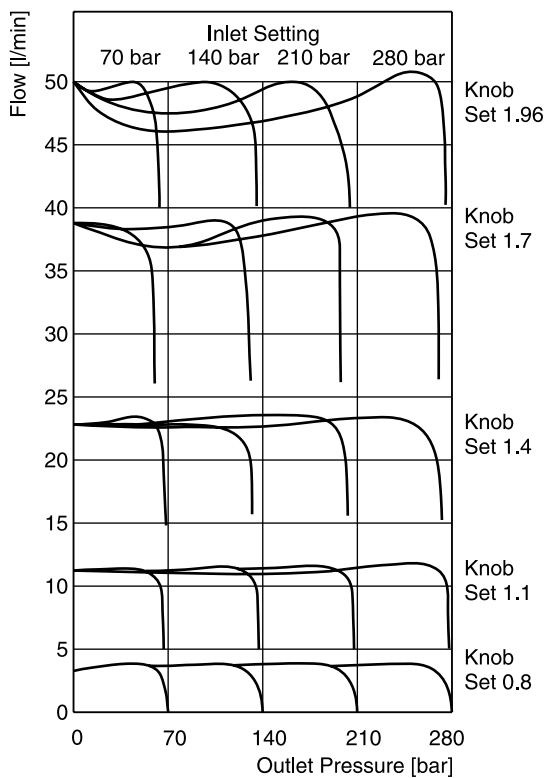 Inlet Setting
70 bar 140 bar 210 bar 280 bar
Flow [l/min]
50
45
40
35
30
25
20
15
10
5
0
Knob
Set 1.96
Knob
Set 1.7
Knob
Set 1.4
Knob
Set 1.1
Knob
Set 0.8
0 70 140 210 280
Outlet Pressure [bar]